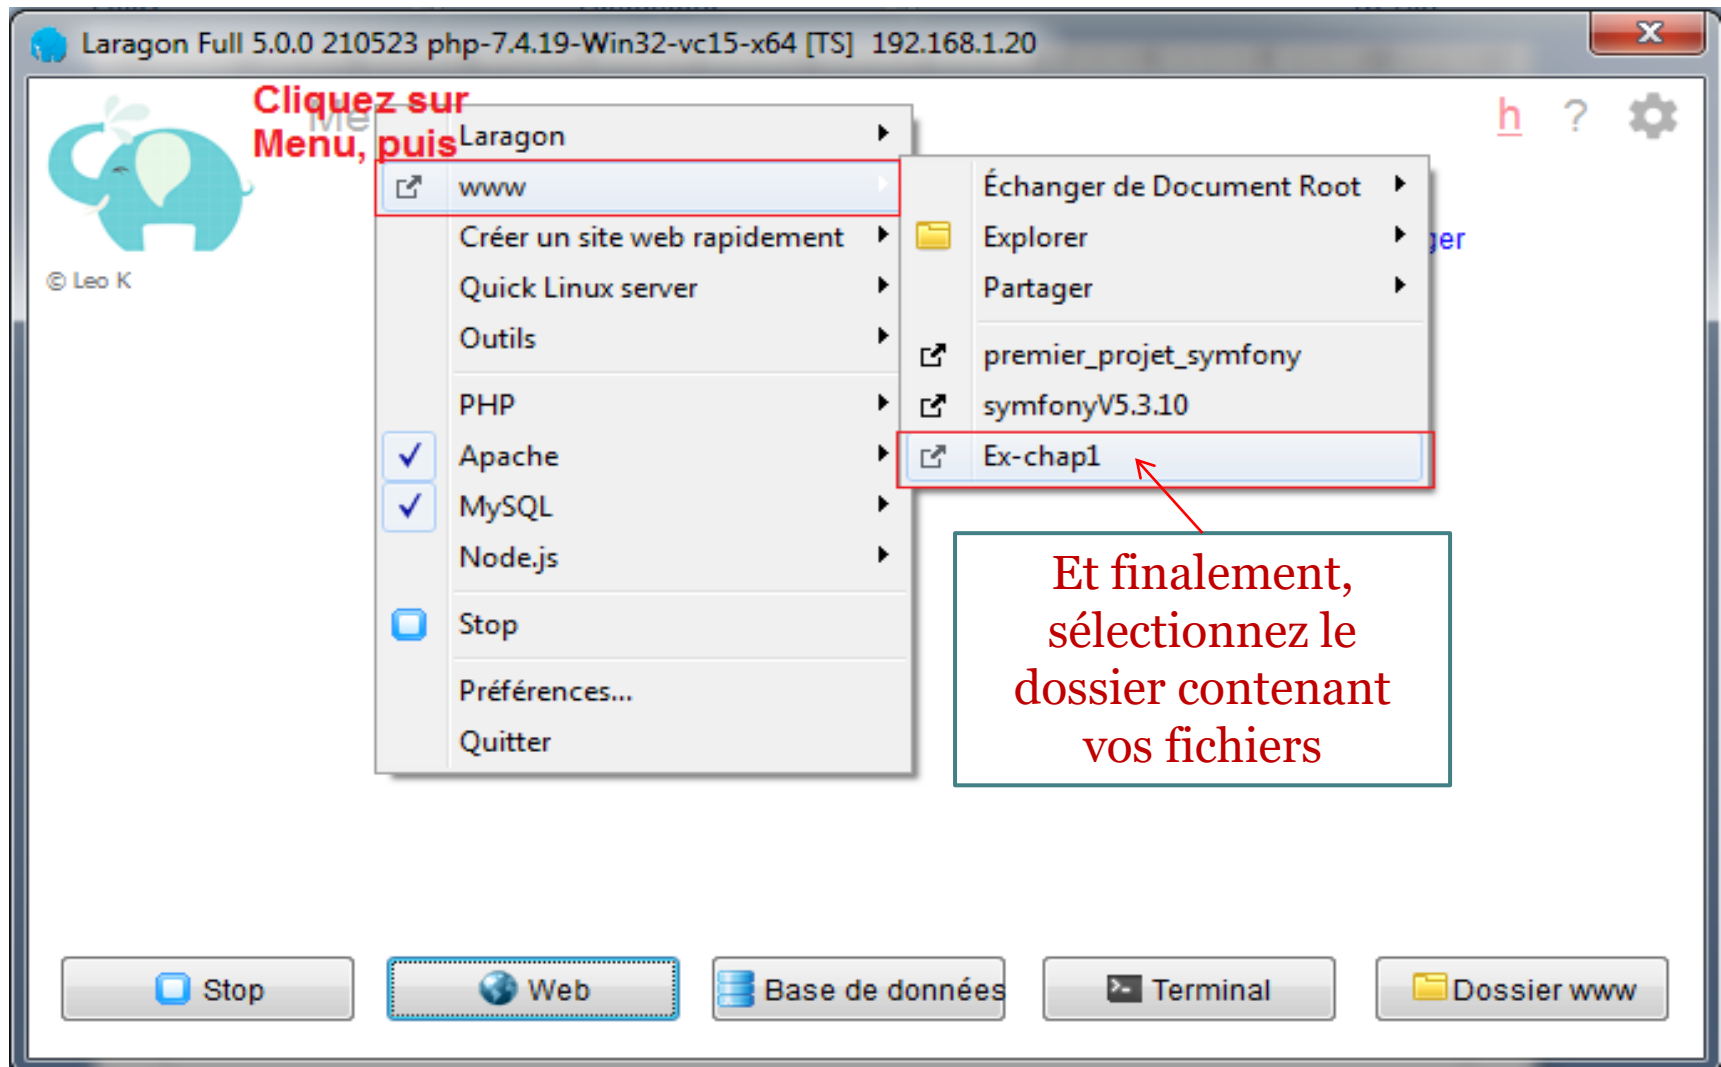 Laragon Full 5.0.0 210523 php-7.4.19-Win32-vc15-x64 [TS] 192.168.1.20
Cliquez sur
Menu, puis
h ?
© Leo K
Laragon
www
Créer un site web rapidement
Quick Linux server
Outils
PHP
Apache
MySQL
Node.js
Stop
Préférences...
Quitter
Échanger de Document Root
Explorer
Partager
premier_projet_symfony
symfonyV5.3.10
Ex-chap1
Et finalement,
sélectionnez le
dossier contenant
vos fichiers
Stop
Web
Base de données
Terminal
Dossier www